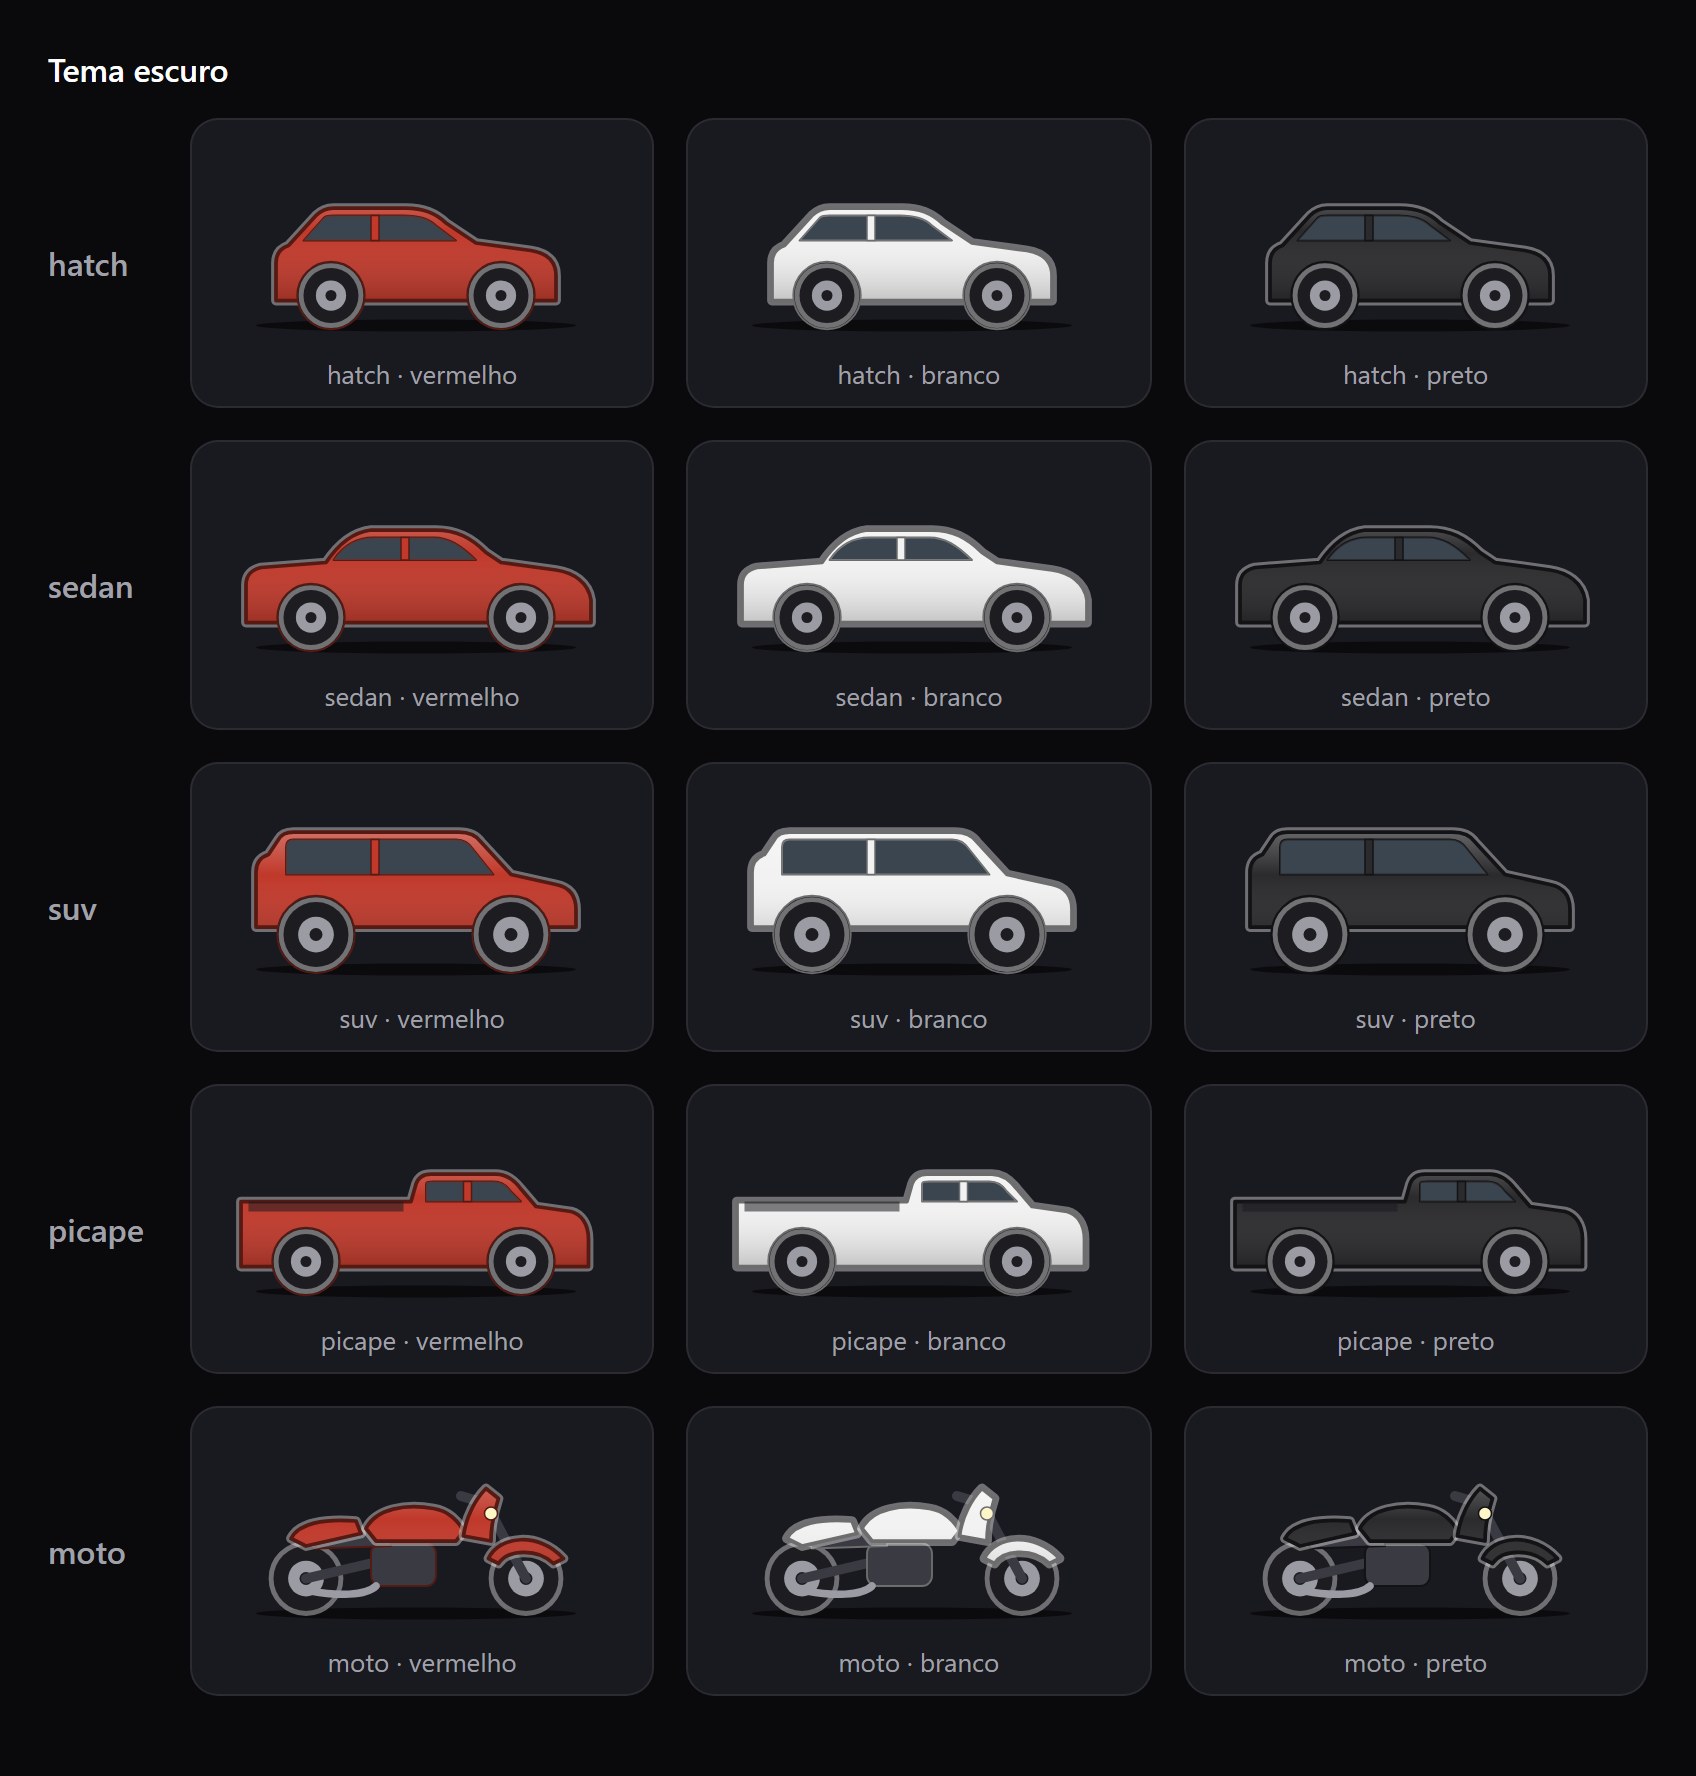 Tema escuro
hatch
hatch · vermelho
hatch · branco
hatch · preto
sedan
sedan · vermelho
sedan · branco
sedan · preto
suv
suv · vermelho
suv · branco
suv · preto
picape
picape · vermelho
picape · branco
picape · preto
moto
moto · vermelho
moto · branco
moto · preto